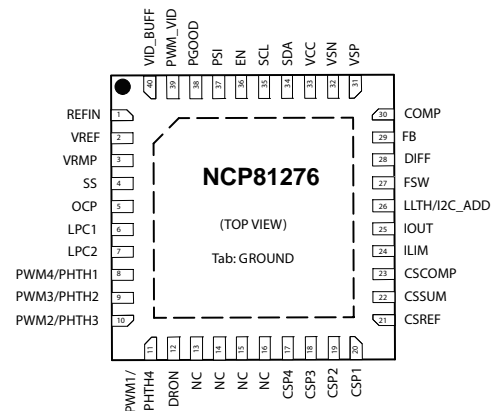 VID_BUFF
PWM_VID
PGOOD
PSI
EN
SCL
SDA
VCC
VSN
VSP
40
39
38
37
36
35
34
33
32
31
REFIN 1
VREF 2
VRMP 3
SS 4
OCP 5
LPC1 6
LPC2 7
PWM4/PHTH1 8
PWM3/PHTH2 9
PWM2/PHTH3 10
NCP81276
(TOP VIEW)
Tab: GROUND
30 COMP
29 FB
28 DIFF
27 FSW
26 LLTH/I2C_ADD
25 IOUT
24 ILIM
23 CSCOMP
22 CSSUM
21 CSREF
11
12
13
14
15
16
17
18
19
20
PWM1/
PHTH4
DRON
NC
NC
NC
NC
CSP4
CSP3
CSP2
CSP1